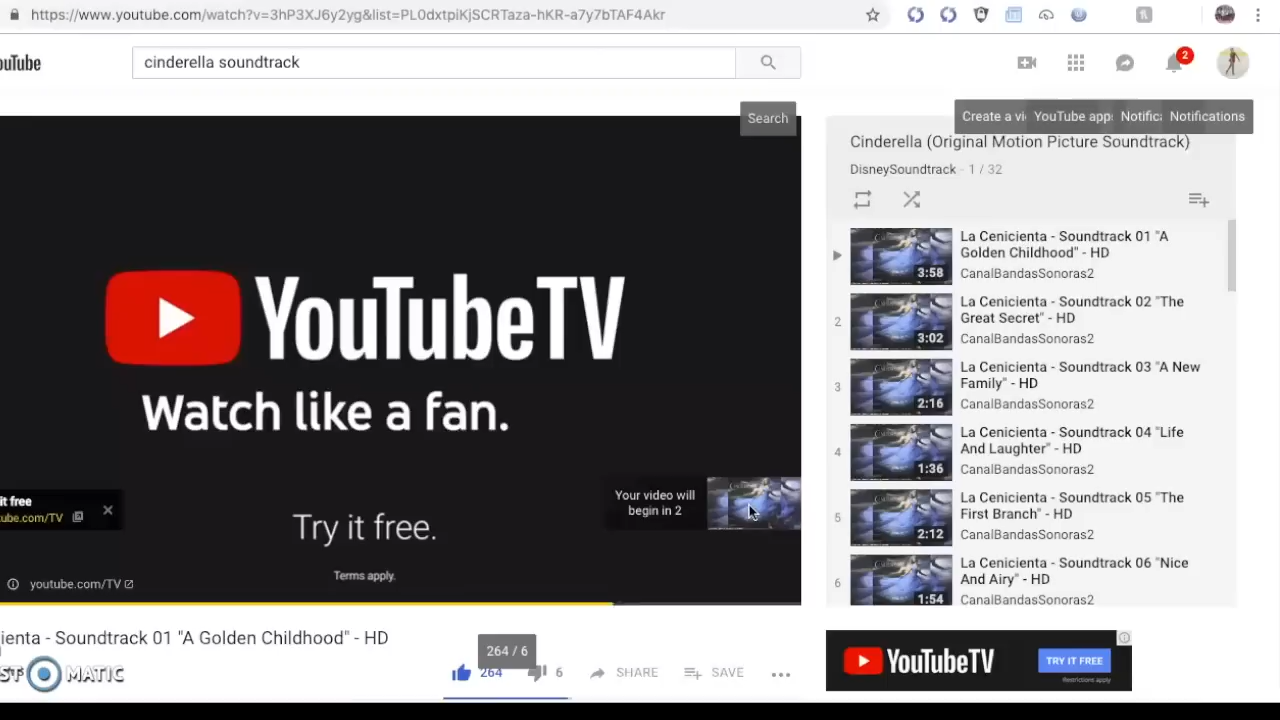 https://www.youtube.com/watch?v=3hP3XJ6y2yg&list=PL0dxtpiKjSCRTaza-hKR-a7y7bTAF4Akr
ouTube
cinderella soundtrack
2
Search
Create a vi
YouTube apps
Notific
Notifications
YouTubeTV
Watch like a fan.
it free
ube.com/TV
Your video will
begin in 2
Try it free.
Terms apply.
youtube.com/TV
Cinderella (Original Motion Picture Soundtrack)
DisneySoundtrack - 1 / 32
La Cenicienta - Soundtrack 01 "A
Golden Childhood" - HD
3:58
CanalBandasSonoras2
2
La Cenicienta - Soundtrack 02 "The
Great Secret" - HD
3:02
CanalBandasSonoras2
3
La Cenicienta - Soundtrack 03 "A New
Family" - HD
2:16
CanalBandasSonoras2
4
La Cenicienta - Soundtrack 04 "Life
And Laughter" - HD
1:36
CanalBandasSonoras2
5
La Cenicienta - Soundtrack 05 "The
First Branch" - HD
2:12
CanalBandasSonoras2
6
La Cenicienta - Soundtrack 06 "Nice
And Airy" - HD
1:54
CanalBandasSonoras2
ienta - Soundtrack 01 "A Golden Childhood" - HD
264 / 6
264
6
SHARE
SAVE
ST MATIC
YouTubeTV
TRY IT FREE
Restrictions apply